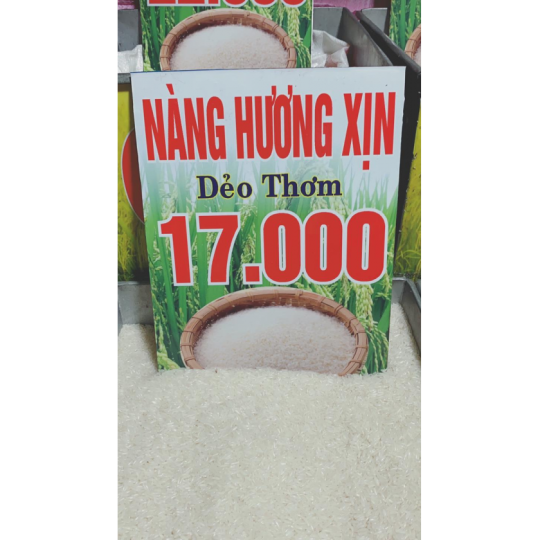 NÀNG HƯƠNG XỊN
Dẻo Thơm
17.000